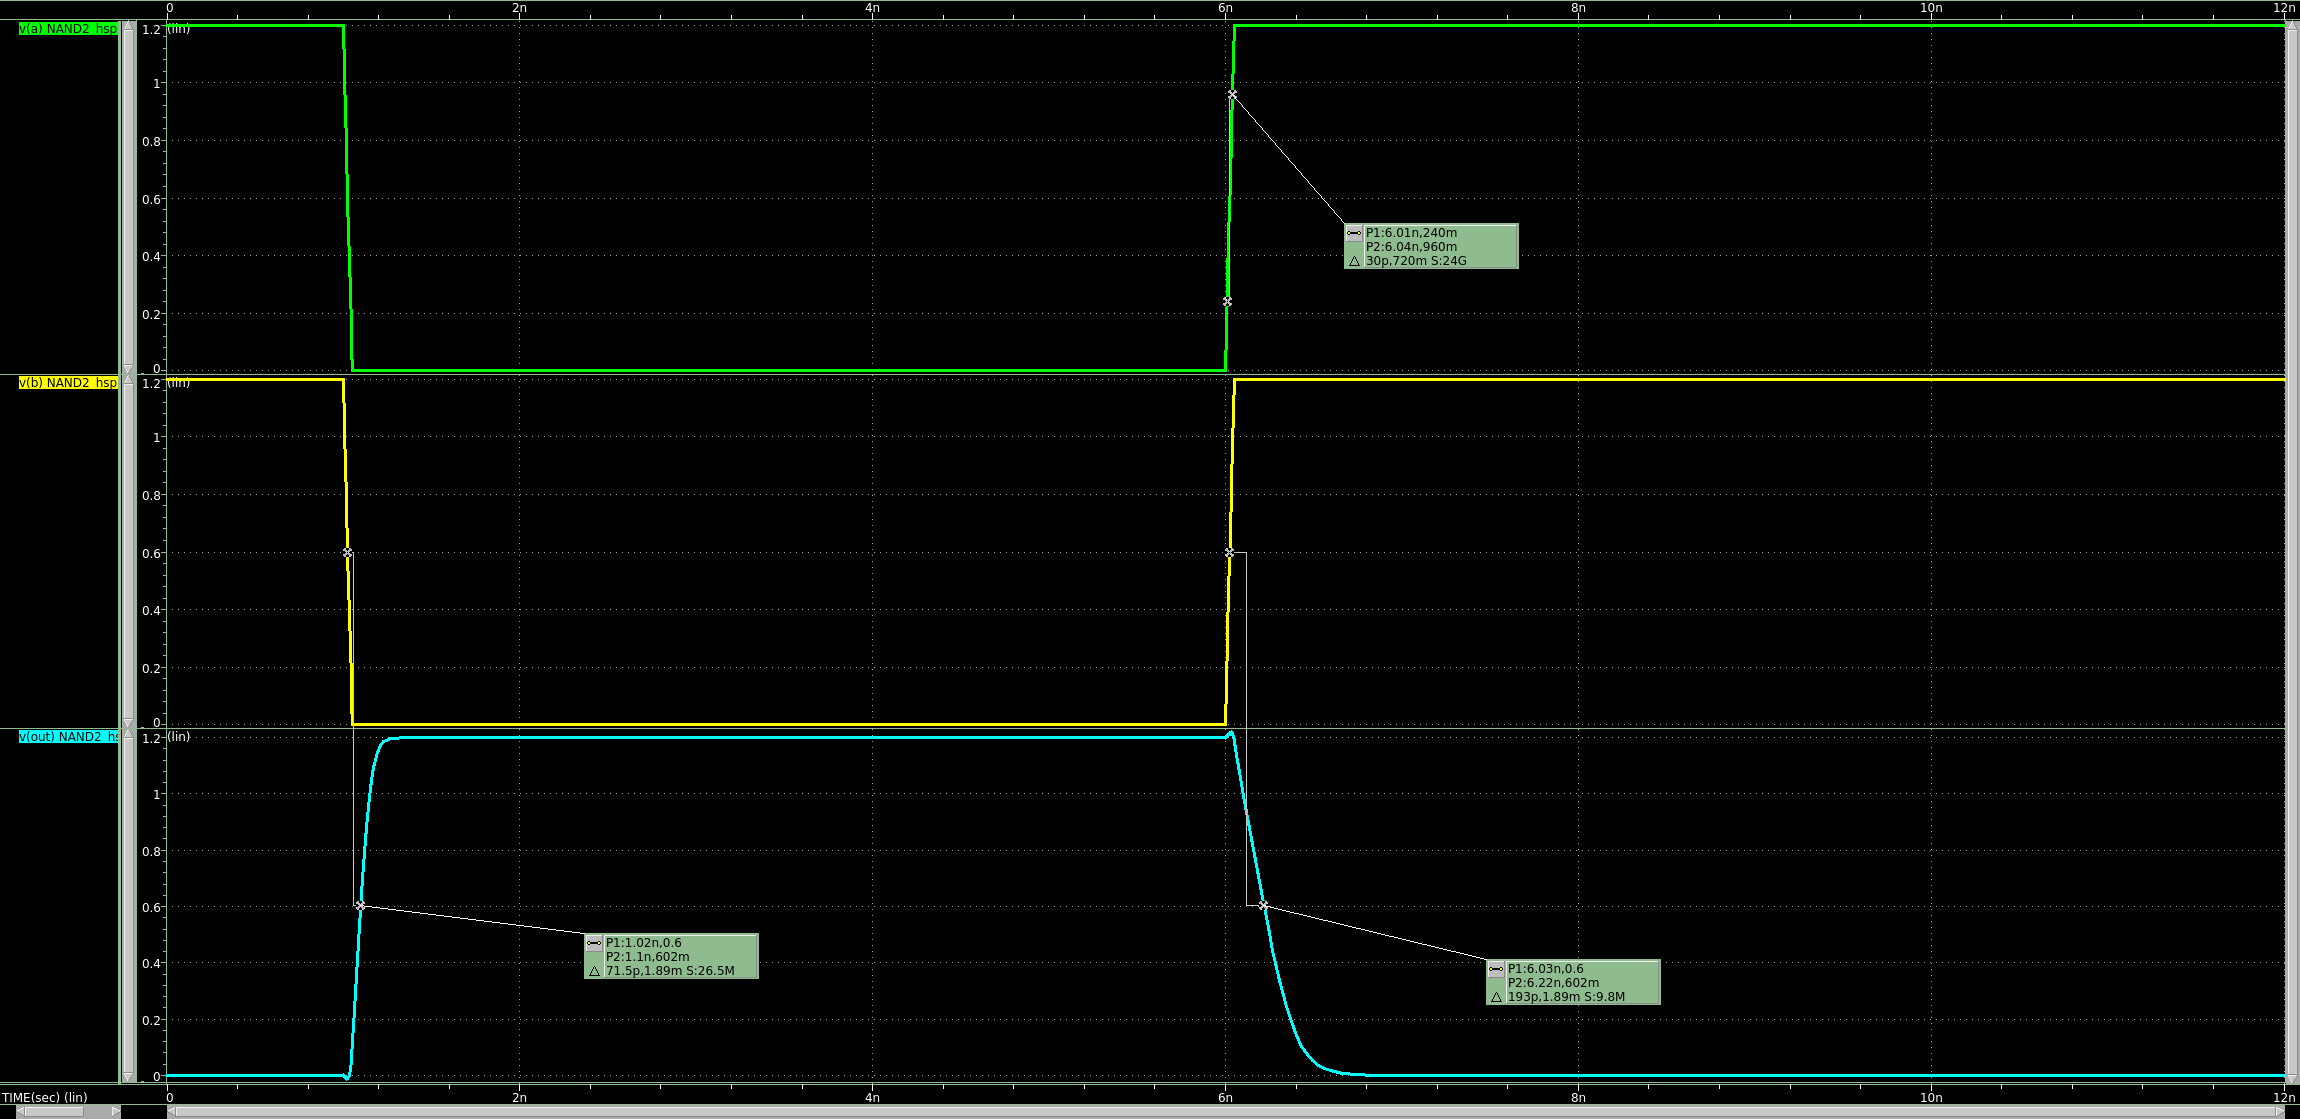 0 2n 4n 6n 8n 10n 12n
v(a) NAND2_hsp
(lin)
1.2
1
0.8
0.6
0.4
0.2
0
P1:6.01n,240m
P2:6.04n,960m
30p,720m S:24G
v(b) NAND2_hsp
(lin)
1.2
1
0.8
0.6
0.4
0.2
0
v(out) NAND2_hs
(lin)
1.2
1
0.8
0.6
0.4
0.2
0
P1:1.02n,0.6
P2:1.1n,602m
71.5p,1.89m S:26.5M
P1:6.03n,0.6
P2:6.22n,602m
193p,1.89m S:9.8M
TIME(sec) (lin)
0 2n 4n 6n 8n 10n 12n